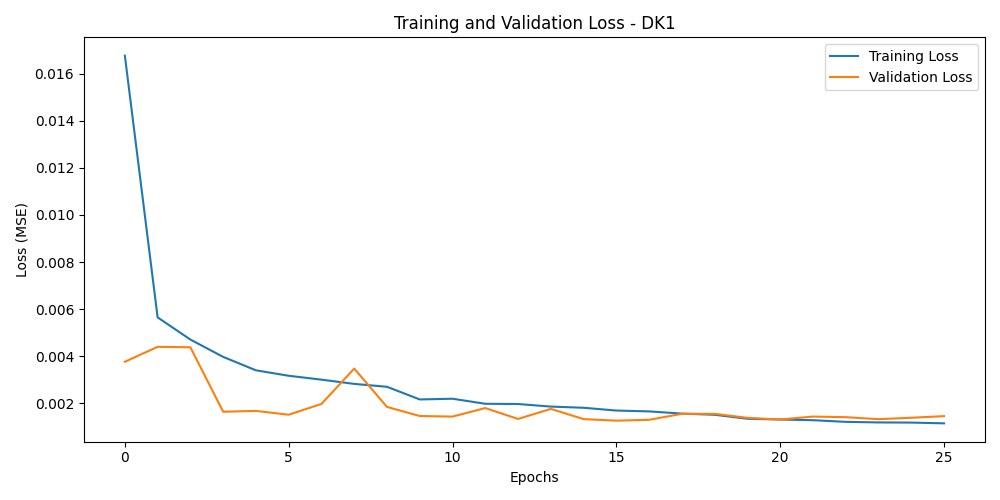 Training and Validation Loss - DK1
Training Loss
Validation Loss
Loss (MSE)
0.016
0.014
0.012
0.010
0.008
0.006
0.004
0.002
0 5 10 15 20 25
Epochs